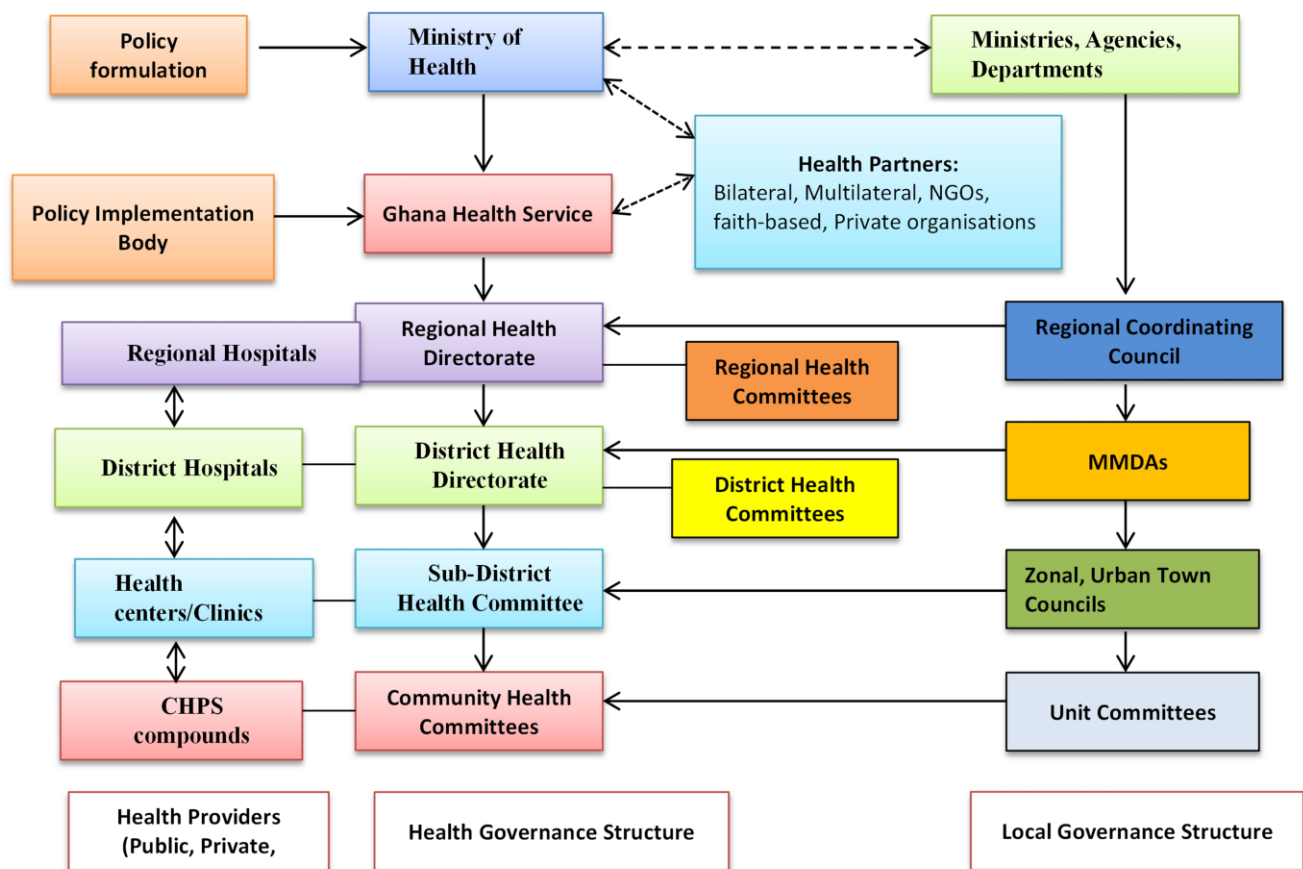 Policy
formulation
Ministry of
Health
Ministries, Agencies,
Departments
Health Partners:
Bilateral, Multilateral, NGOs,
faith-based, Private organisations
Policy Implementation
Body
Ghana Health Service
Regional Hospitals
Regional Health
Directorate
Regional Coordinating
Council
Regional Health
Committees
District Hospitals
District Health
Directorate
MMDAs
District Health
Committees
Health
centers/Clinics
Sub-District
Health Committee
Zonal, Urban Town
Councils
CHPS
compounds
Community Health
Committees
Unit Committees
Health Providers
(Public, Private,
Health Governance Structure
Local Governance Structure